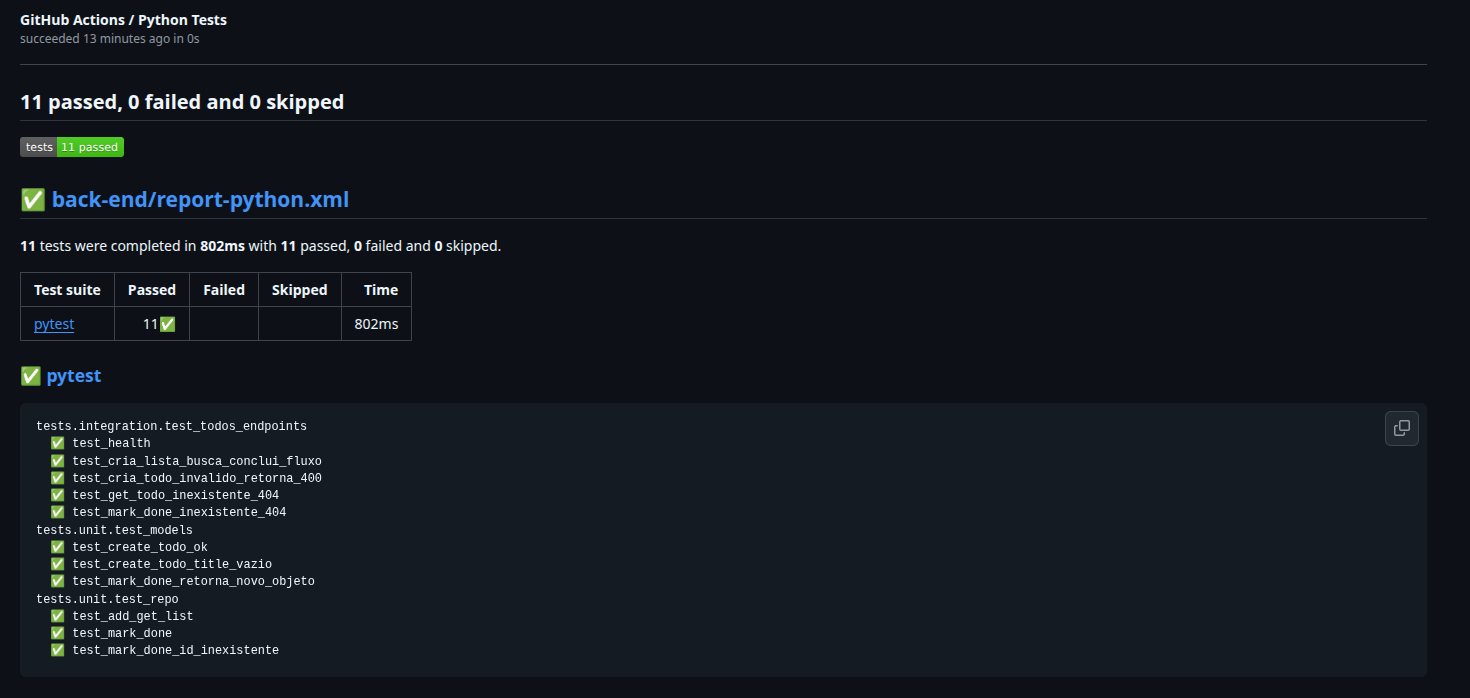 GitHub Actions / Python Tests
succeeded 13 minutes ago in 0s
11 passed, 0 failed and 0 skipped
tests 11 passed
✅ back-end/report-python.xml
11 tests were completed in 802ms with 11 passed, 0 failed and 0 skipped.
Test suite Passed Failed Skipped Time
pytest 11✅ 802ms
✅ pytest
tests.integration.test_todos_endpoints
✅ test_health
✅ test_cria_lista_busca_conclui_fluxo
✅ test_cria_todo_invalido_retorna_400
✅ test_get_todo_inexistente_404
✅ test_mark_done_inexistente_404
tests.unit.test_models
✅ test_create_todo_ok
✅ test_create_todo_title_vazio
✅ test_mark_done_retorna_novo_objeto
tests.unit.test_repo
✅ test_add_get_list
✅ test_mark_done
✅ test_mark_done_id_inexistente